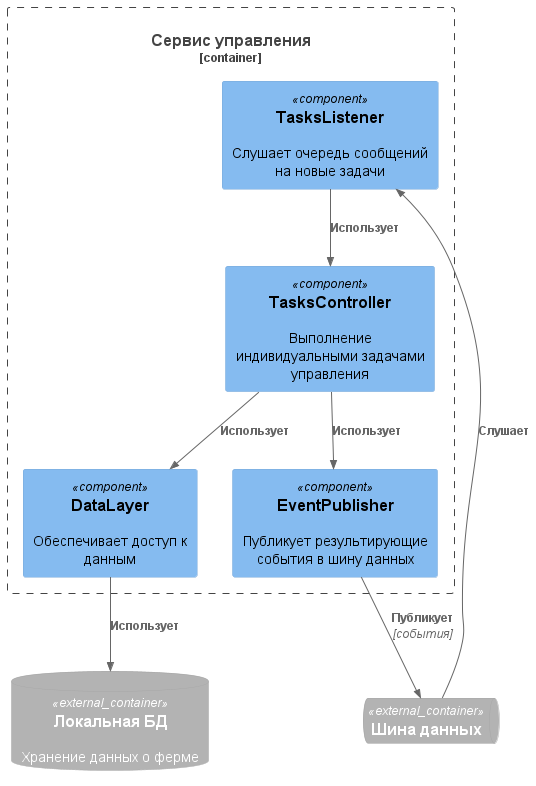 Сервис управления
[container]
«component»
TasksListener
Слушает очередь сообщений
на новые задачи
Использует
«component»
TasksController
Выполнение
индивидуальными задачами
управления
Использует
Использует
Слушает
«component»
DataLayer
Обеспечивает доступ к
данным
«component»
EventPublisher
Публикует результирующие
события в шину данных
Использует
Публикует
[события]
«external_container»
Локальная БД
Хранение данных о ферме
«external_container»
Шина данных